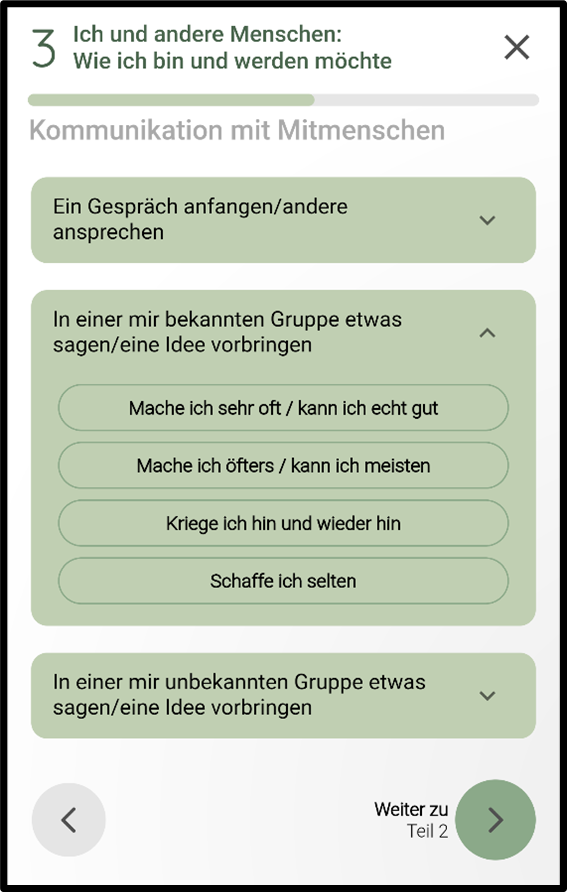 3
Ich und andere Menschen:
Wie ich bin und werden möchte
Kommunikation mit Mitmenschen
Ein Gespräch anfangen/andere
ansprechen
In einer mir bekannten Gruppe etwas
sagen/eine Idee vorbringen
Mache ich sehr oft / kann ich echt gut
Mache ich öfters / kann ich meisten
Kriege ich hin und wieder hin
Schaffe ich selten
In einer mir unbekannten Gruppe etwas
sagen/eine Idee vorbringen
Weiter zu
Teil 2